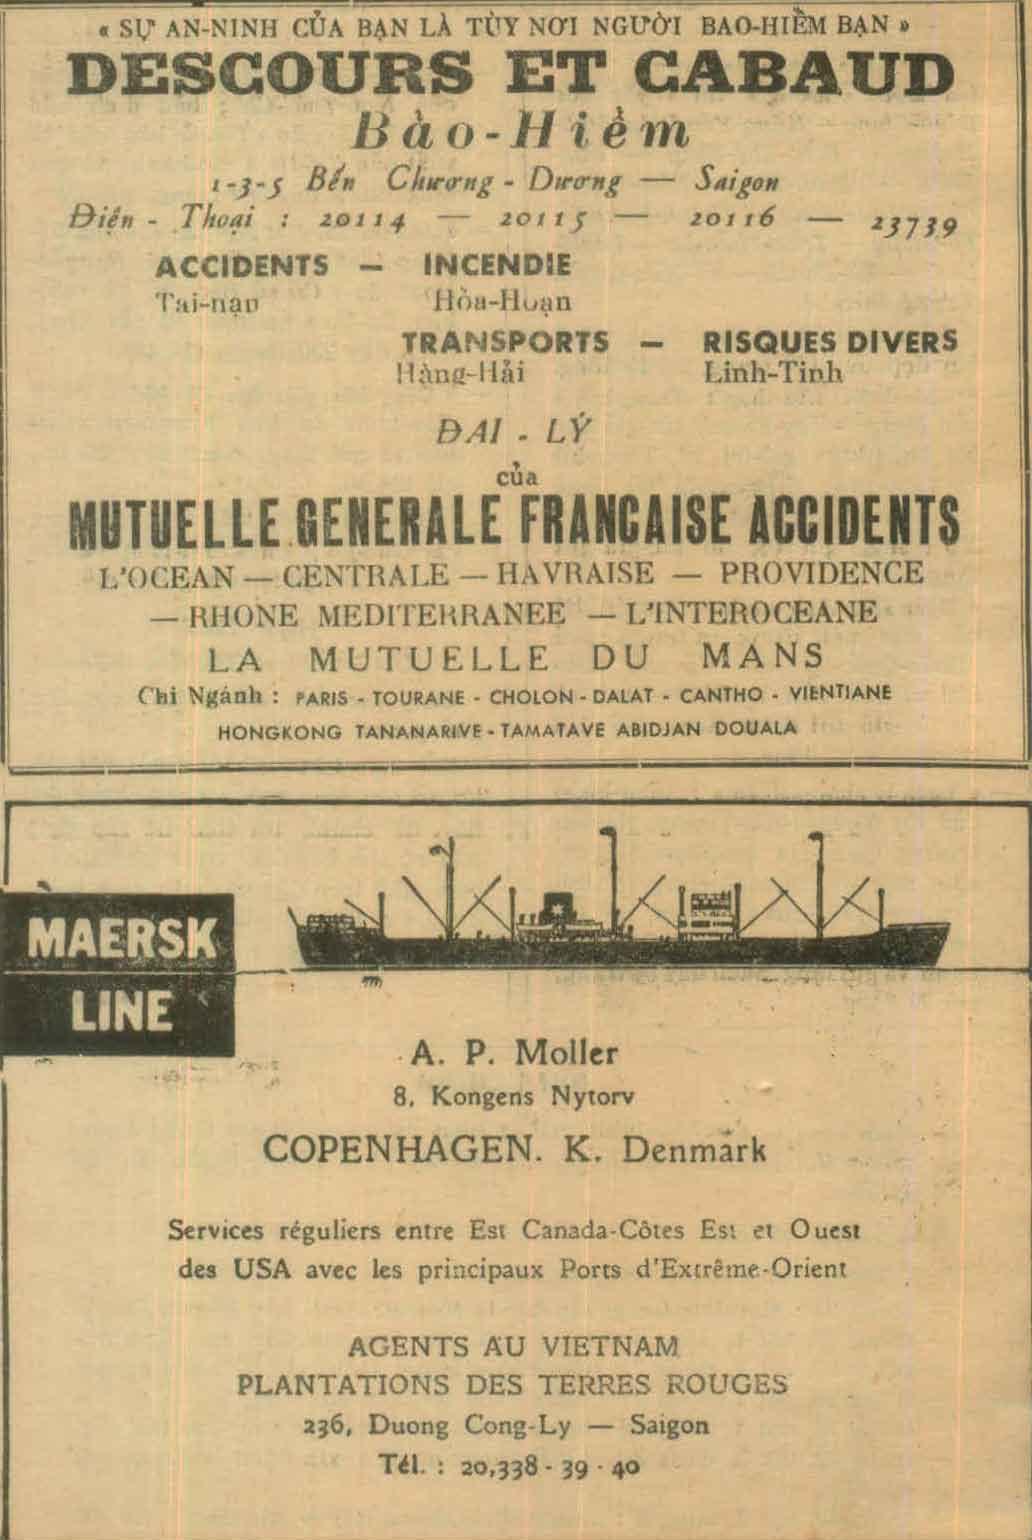 « SỰ AN-NINH CỦA BẠN LÀ TÙY NƠI NGƯỜI BAO-HIỂM BẠN »
DESCOURS ET CABAUD
Bảo-Hiểm
1-3-5 Bến Chương-Dương — Saigon
Điện-Thoại : 20114 — 20115 — 20116 — 23739
ACCIDENTS — INCENDIE
Tai-nạn Hỏa-Hoạn
TRANSPORTS — RISQUES DIVERS
Hàng-Hải Linh-Tinh
ĐAI - LÝ
của
MUTUELLE GENERALE FRANCAISE ACCIDENTS
L'OCEAN — CENTRALE — HAVRAISE — PROVIDENCE
— RHONE MEDITERRANEE — L'INTEROCEANE
LA MUTUELLE DU MANS
Chi Ngánh : PARIS - TOURANE - CHOLON - DALAT - CANTHO - VIENTIANE
HONGKONG TANANARIVE - TAMATAVE ABIDJAN DOUALA
MAERSK
LINE
A. P. Moller
8, Kongens Nytorv
COPENHAGEN. K. Denmark
Services réguliers entre Est Canada-Côtes Est et Ouest
des USA avec les principaux Ports d'Extrême-Orient
AGENTS AU VIETNAM
PLANTATIONS DES TERRES ROUGES
236, Duong Cong-Ly — Saigon
Tél. : 20,338 - 39 - 40